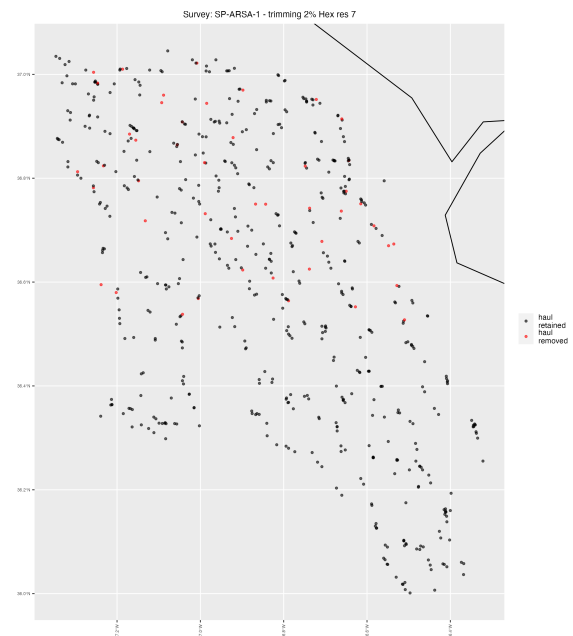 Survey: SP-ARSA-1 - trimming 2% Hex res 7
37.0°N
36.8°N
36.6°N
36.4°N
36.2°N
36.0°N
haul
retained
haul
removed
7.2°W
7.0°W
6.8°W
6.6°W
6.4°W